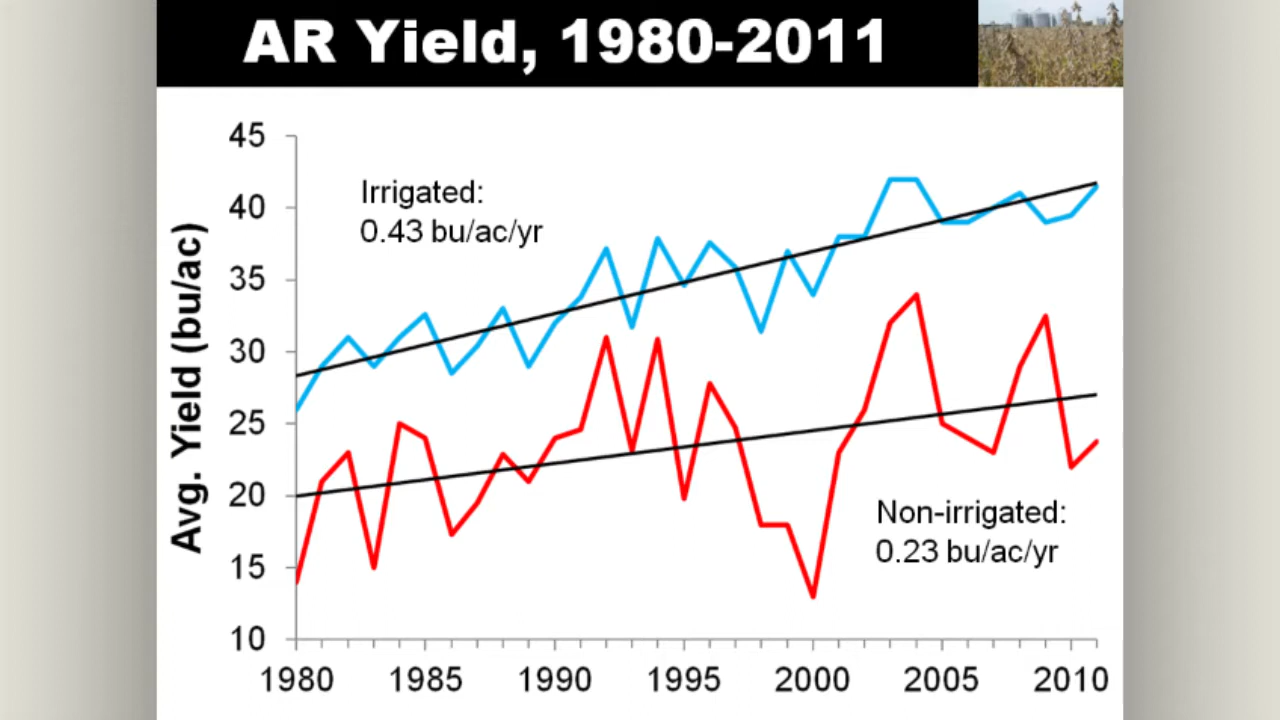 AR Yield, 1980-2011
45
40
35
30
25
20
15
10
Avg. Yield (bu/ac)
Irrigated:
0.43 bu/ac/yr
Non-irrigated:
0.23 bu/ac/yr
1980 1985 1990 1995 2000 2005 2010